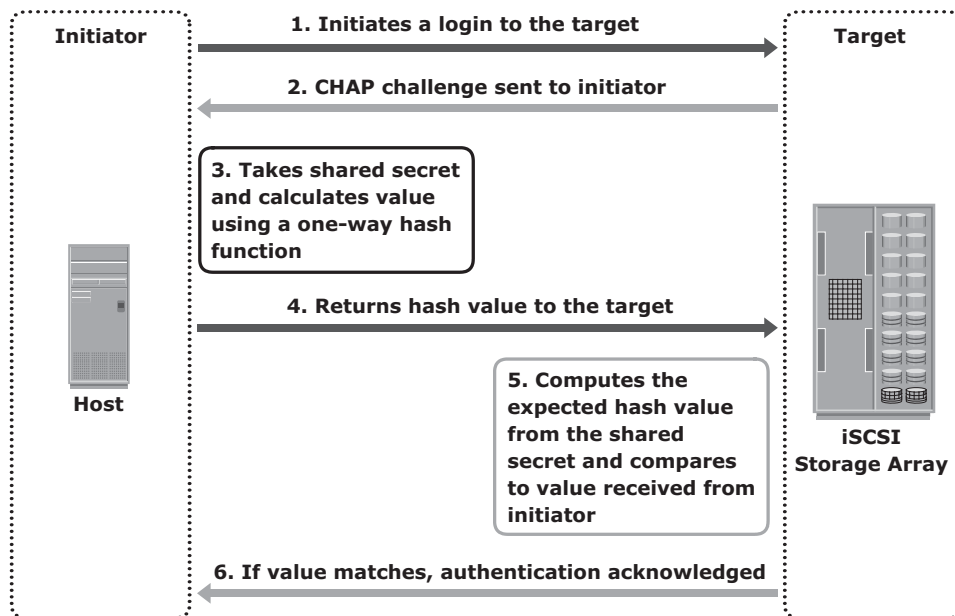 Initiator
1. Initiates a login to the target
Target
2. CHAP challenge sent to initiator
3. Takes shared secret
and calculates value
using a one-way hash
function
4. Returns hash value to the target
Host
5. Computes the
expected hash value
from the shared
secret and compares
to value received from
initiator
iSCSI
Storage Array
6. If value matches, authentication acknowledged